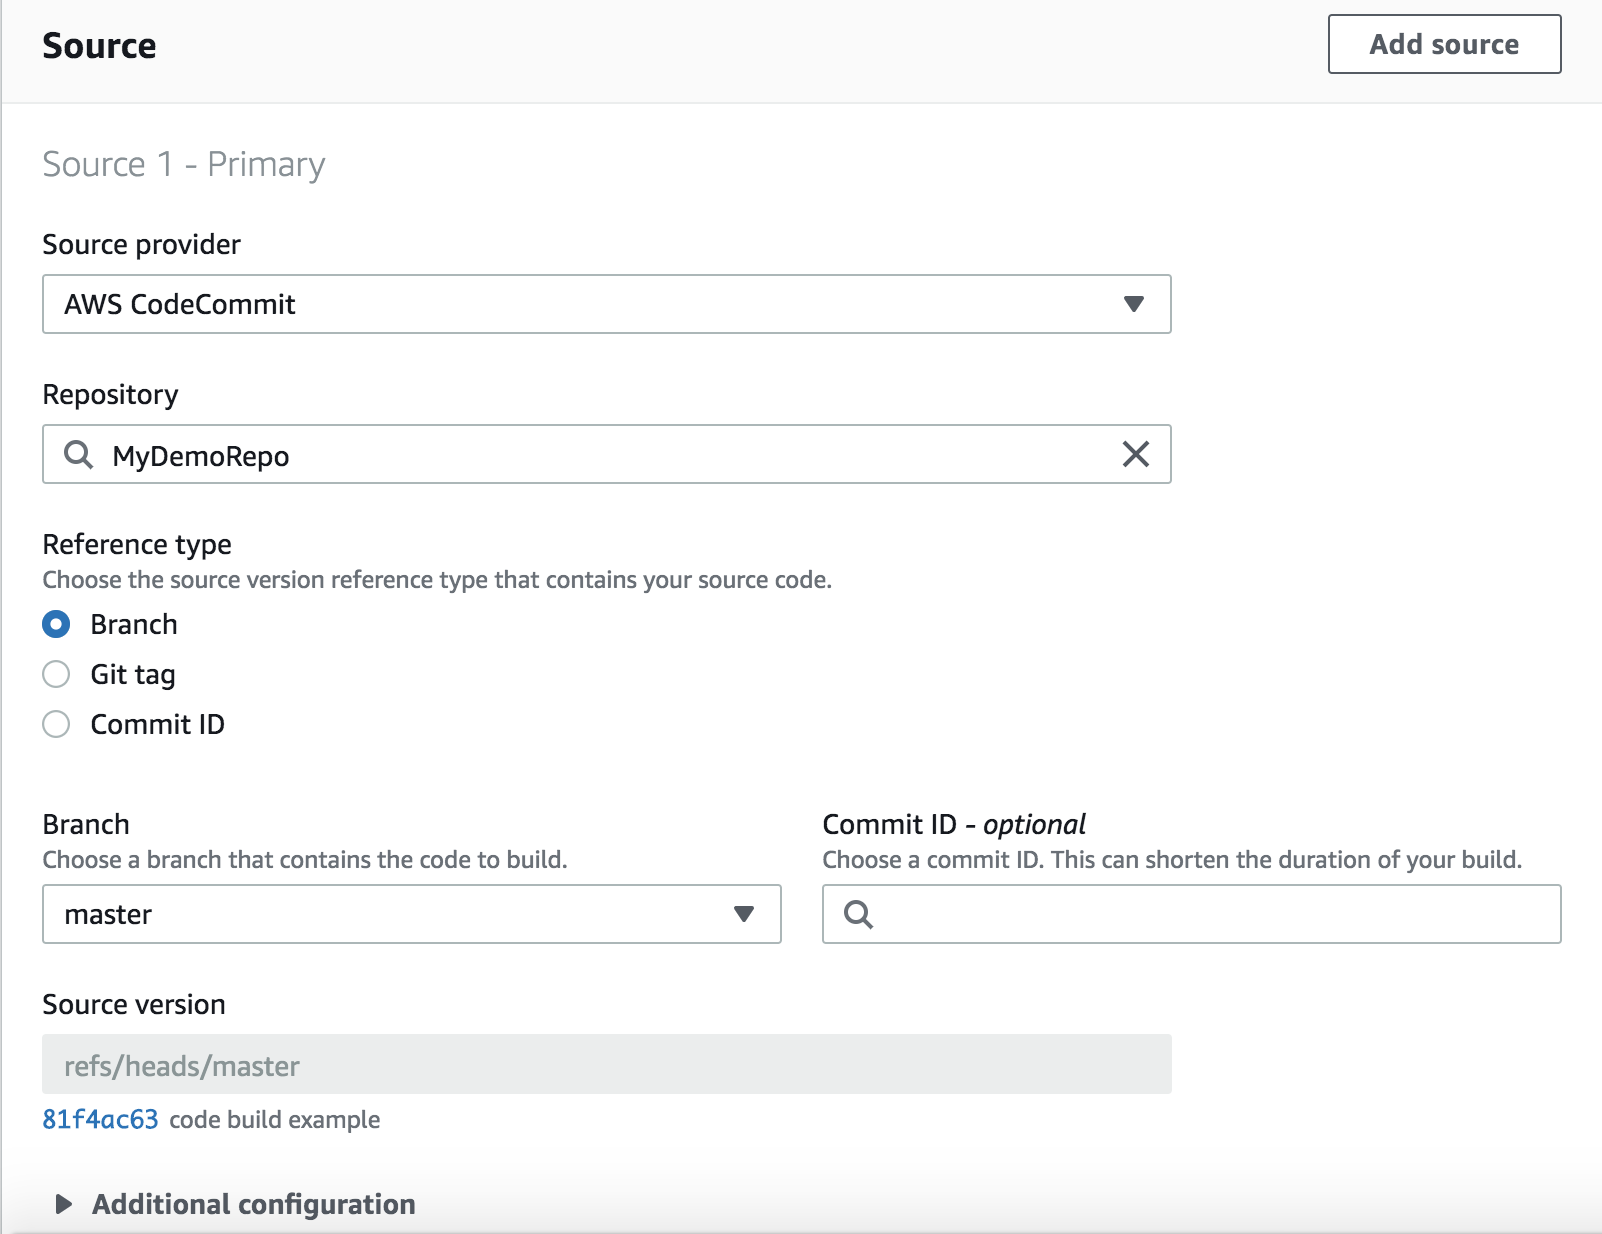 Source
Add source
Source 1 - Primary
Source provider
AWS CodeCommit
Repository
MyDemoRepo
Reference type
Choose the source version reference type that contains your source code.
Branch
Git tag
Commit ID
Branch
Choose a branch that contains the code to build.
master
Commit ID - optional
Choose a commit ID. This can shorten the duration of your build.
Source version
refs/heads/master
81f4ac63 code build example
Additional configuration